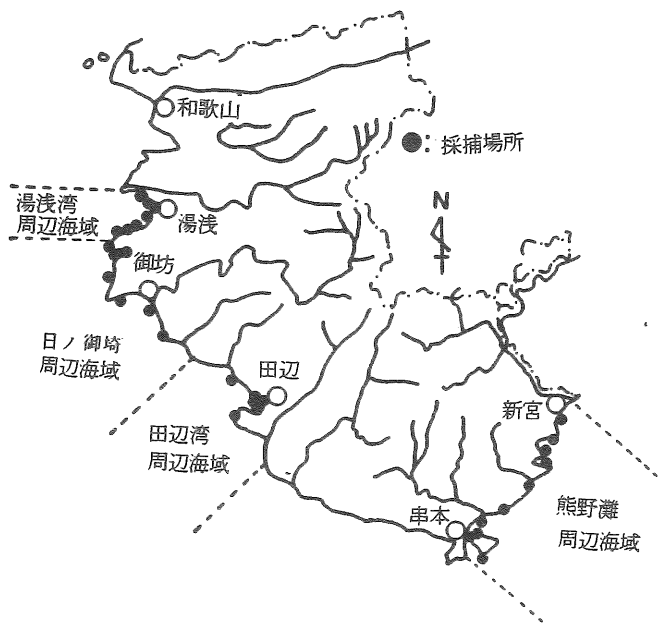 和歌山
●:採捕場所
N
湯浅湾
周辺海域
湯浅
御坊
日ノ御埼
周辺海域
田辺
田辺湾
周辺海域
新宮
串本
熊野灘
周辺海域